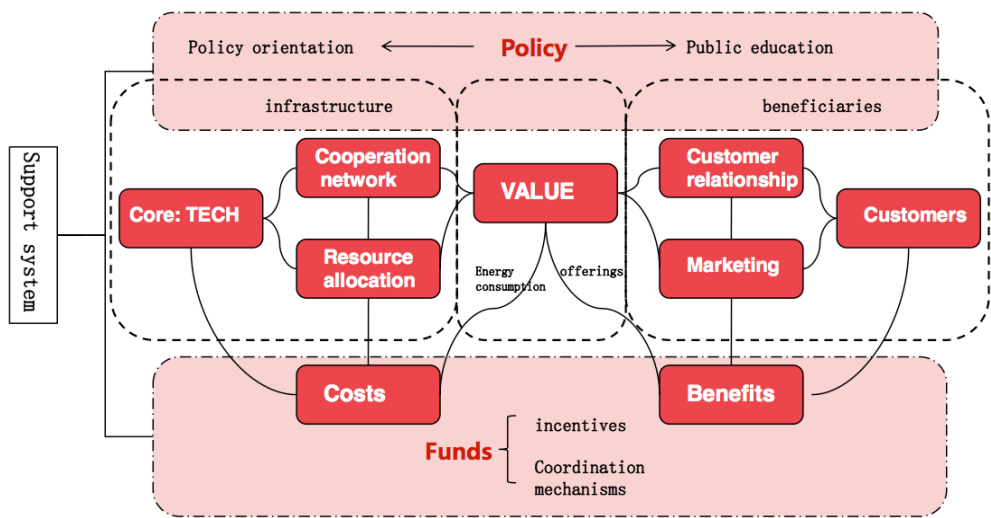 Policy orientation
Policy
Public education
infrastructure
beneficiaries
Support system
Core: TECH
Cooperation
network
Resource
allocation
VALUE
Energy
consumption
offerings
Customer
relationship
Marketing
Customers
Costs
Benefits
Funds
incentives
Coordination
mechanisms